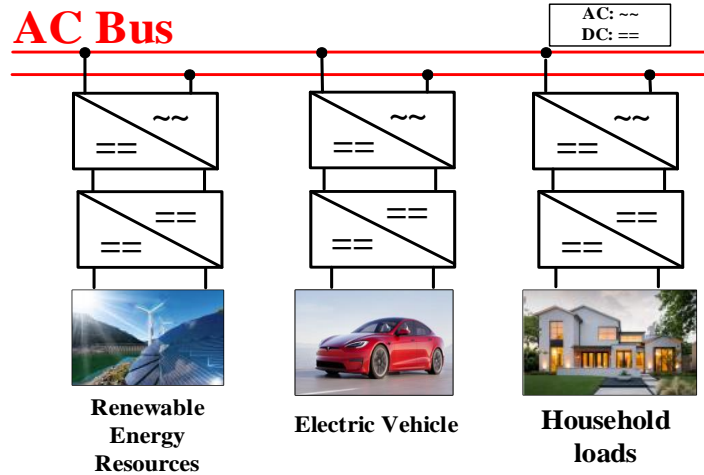 AC Bus
AC: ~~
DC: ==
~~
==
~~
==
~~
==
==
==
==
==
==
==
Renewable
Energy
Resources
Electric Vehicle
Household
loads